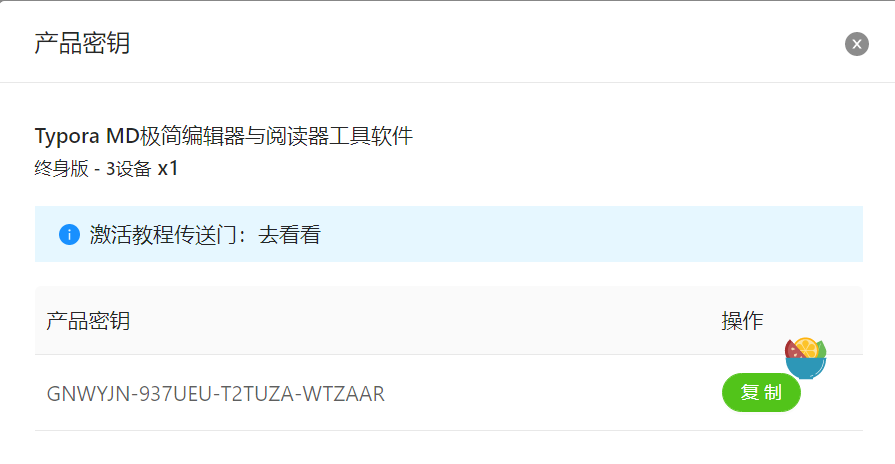 产品密钥
Typora MD极简编辑器与阅读器工具软件
终身版 - 3设备 x1
激活教程传送门：去看看
产品密钥 操作
GNWYJN-937UEU-T2TUZA-WTZAAR 复 制